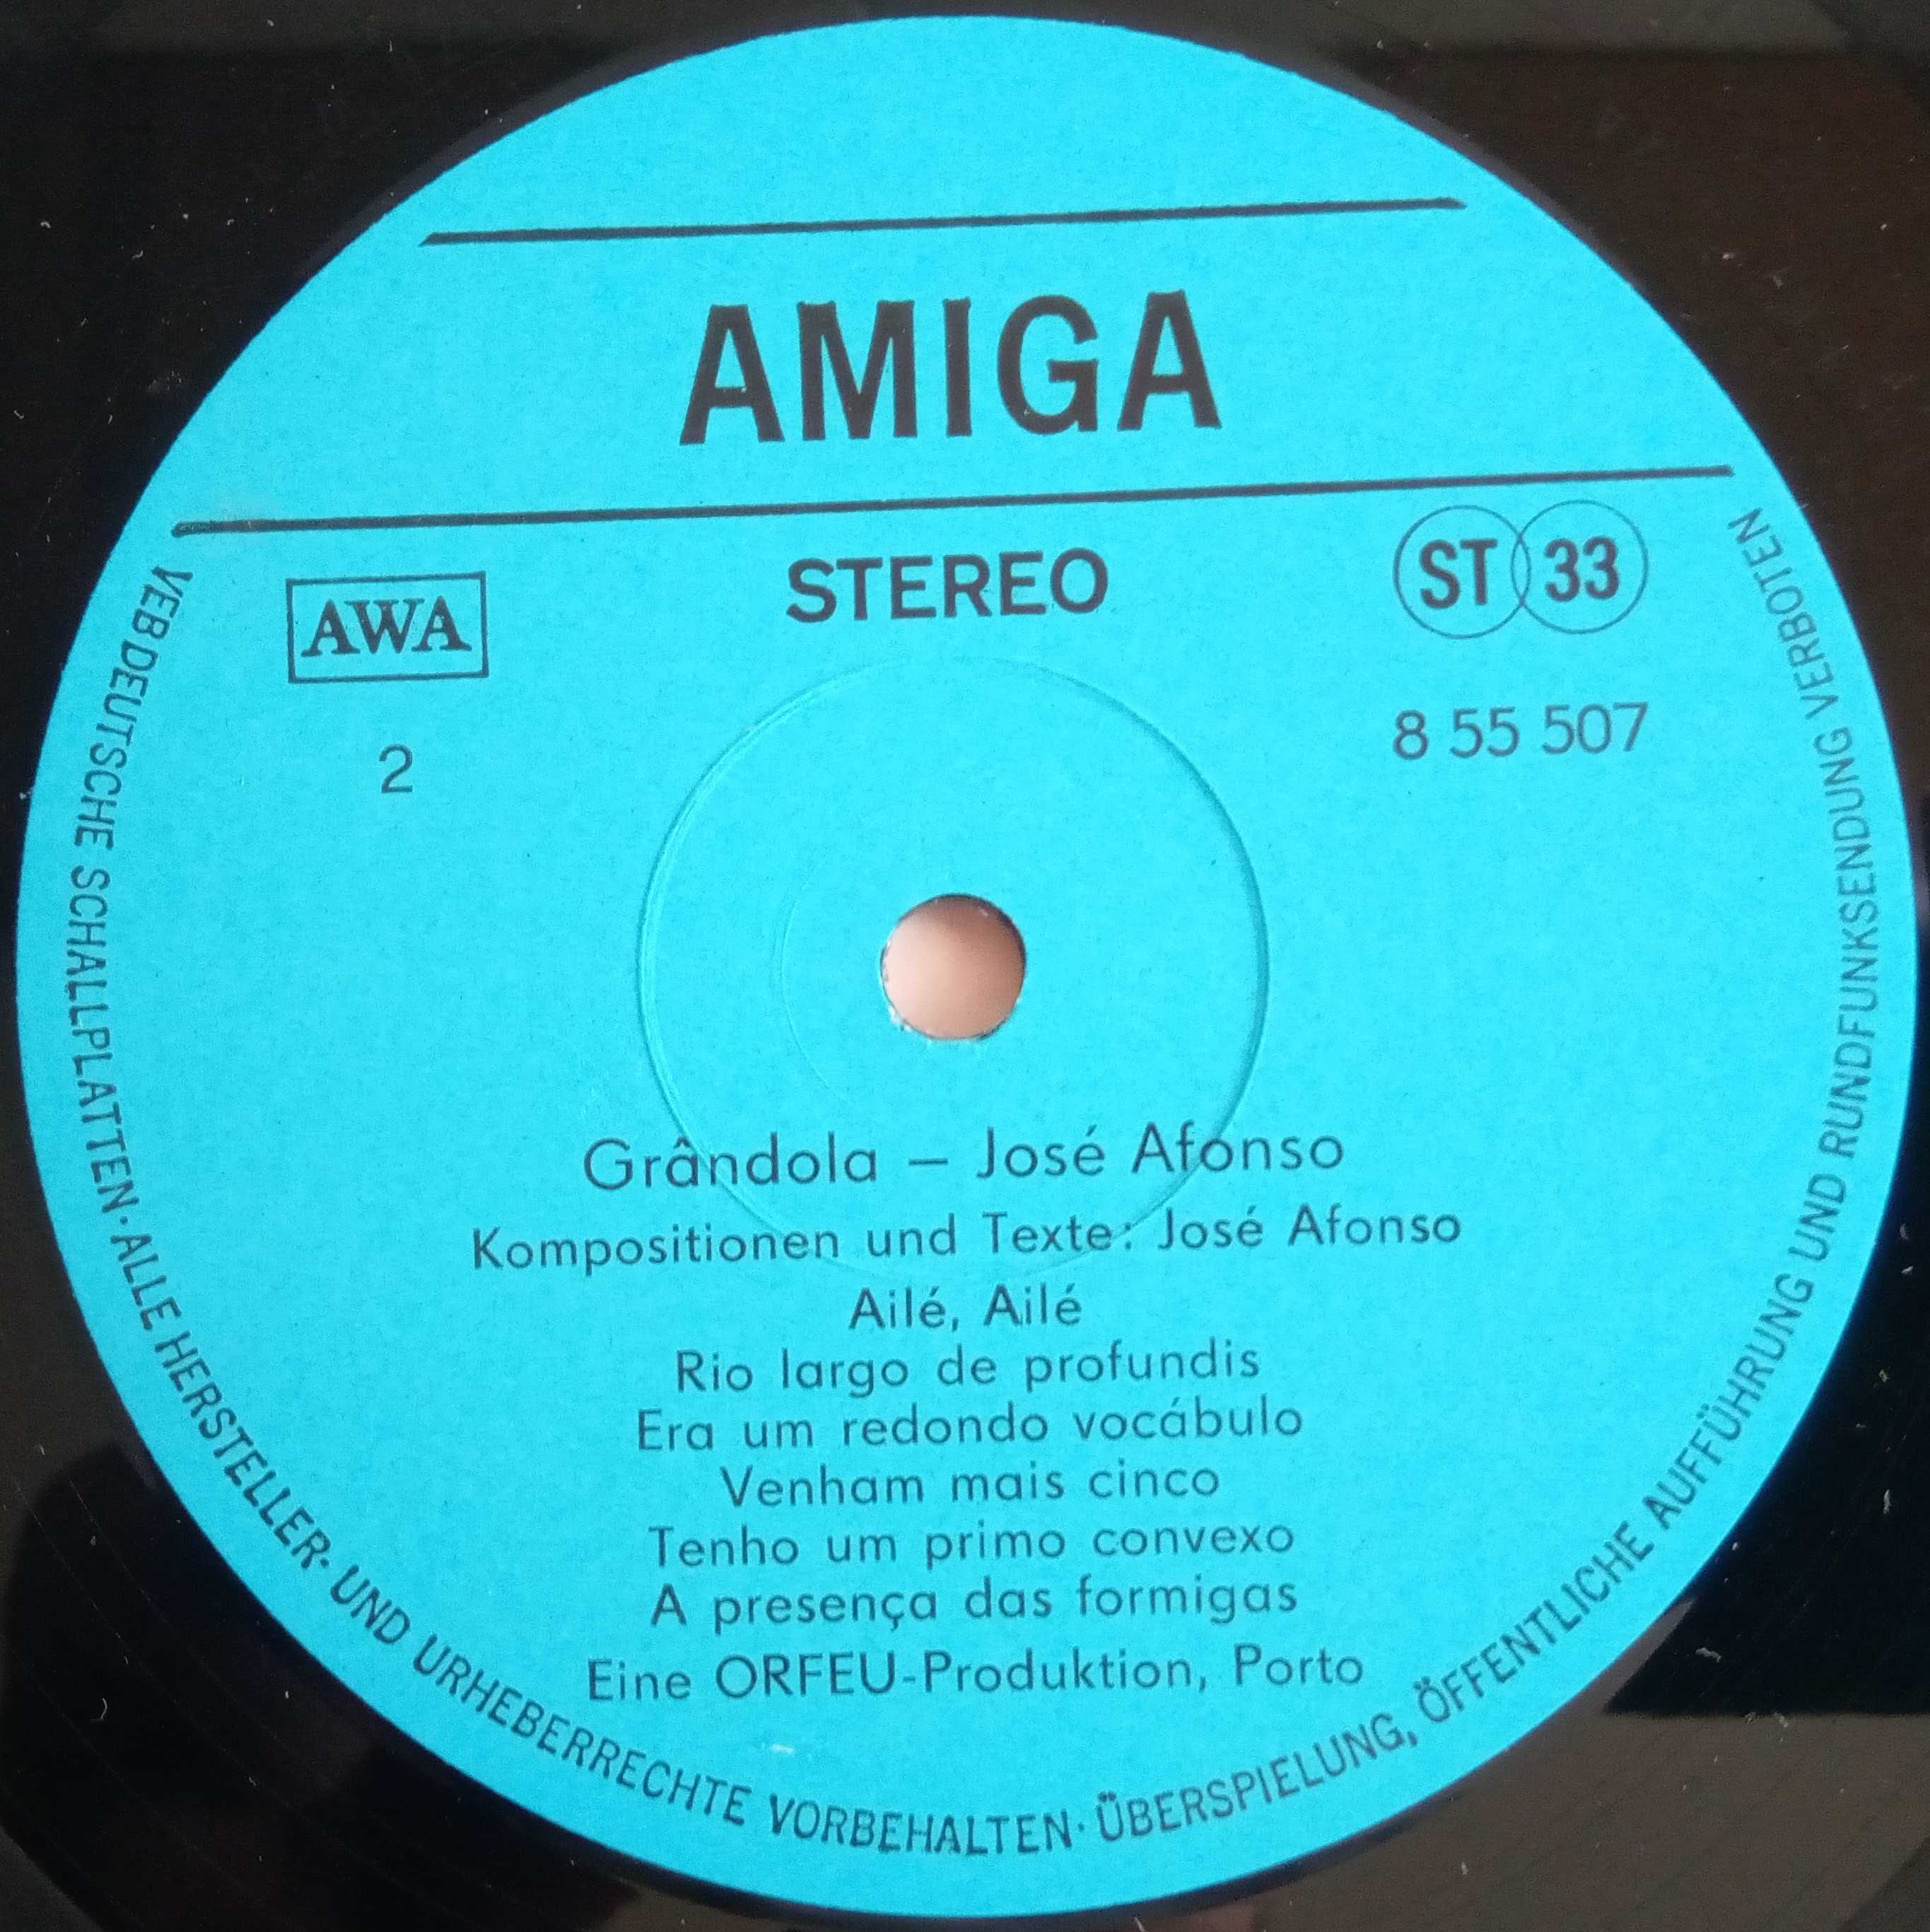 AMIGA
STEREO
AWA
ST 33
2
8 55 507
Grândola – José Afonso
Kompositionen und Texte: José Afonso
Ailé, Ailé
Rio largo de profundis
Era um redondo vocábulo
Venham mais cinco
Tenho um primo convexo
A presença das formigas
Eine ORFEU-Produktion, Porto
VEB DEUTSCHE SCHALLPLATTEN · ALLE HERSTELLER- UND URHEBERRECHTE VORBEHALTEN · ÜBERSPIELUNG, ÖFFENTLICHE AUFFÜHRUNG UND RUNDFUNKSENDUNG VERBOTEN